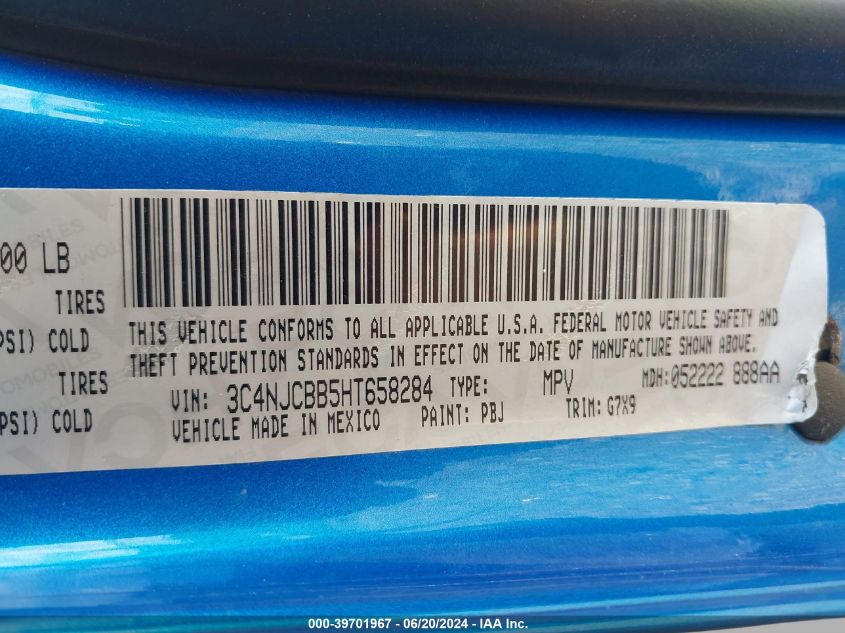 00 LB
TIRES
PSI) COLD
TIRES
PSI) COLD
THIS VEHICLE CONFORMS TO ALL APPLICABLE U.S.A. FEDERAL MOTOR VEHICLE SAFETY AND
THEFT PREVENTION STANDARDS IN EFFECT ON THE DATE OF MANUFACTURE SHOWN ABOVE.
VIN: 3C4NJCBB5HT658284 TYPE: MPV MDH:052222 888AA
VEHICLE MADE IN MEXICO PAINT: PBJ TRIM: G7X9
000-39701967 - 06/20/2024 - IAA Inc.